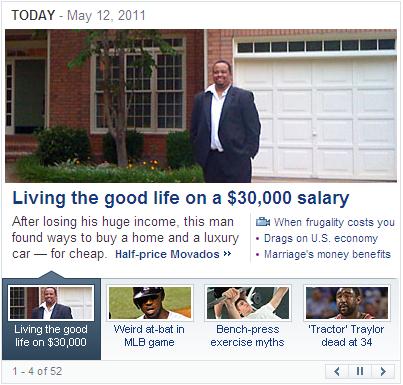 TODAY - May 12, 2011
Living the good life on a $30,000 salary
After losing his huge income, this man
found ways to buy a home and a luxury
car — for cheap. Half-price Movados »
When frugality costs you
• Drags on U.S. economy
• Marriage's money benefits
Living the good
life on $30,000
Weird at-bat in
MLB game
Bench-press
exercise myths
'Tractor' Traylor
dead at 34
1 - 4 of 52